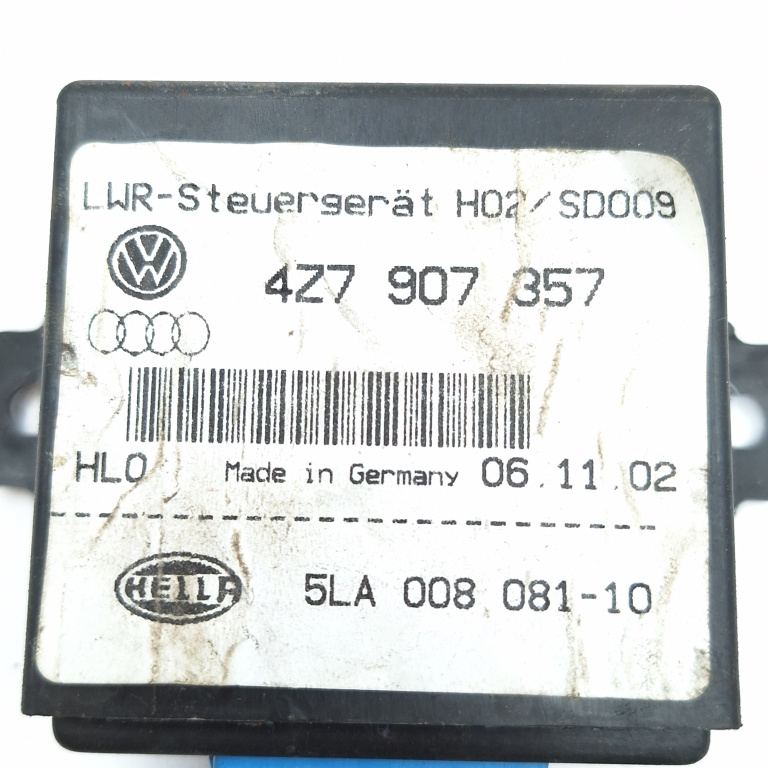 LWR-Steuergerät H02/SD009
4Z7 907 357
HLO Made in Germany 06.11.02
HELLA 5LA 008 081-10